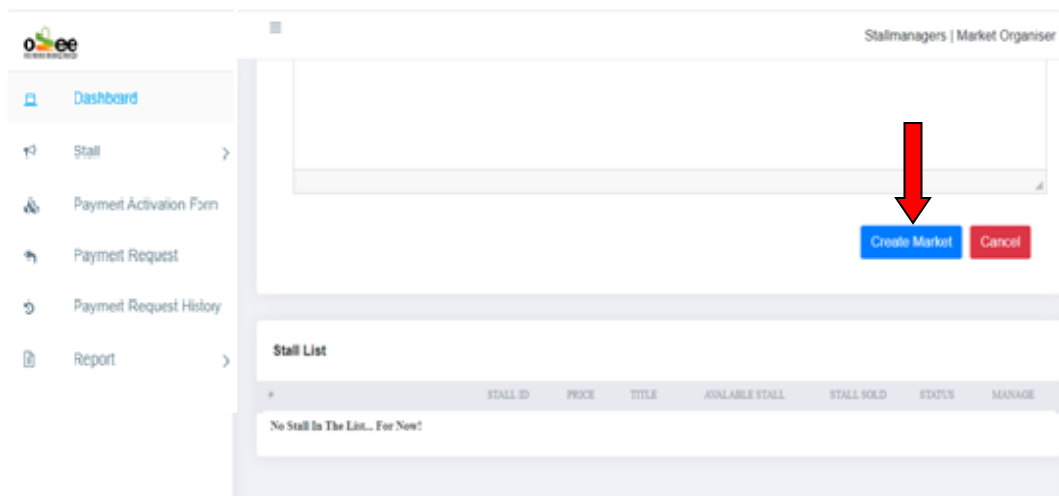 Stallmanagers | Market Organiser
Dashboard
Stall
Payment Activation Form
Payment Request
Payment Request History
Report
Create Market
Cancel
Stall List
# STALL ID PRICE TITLE AVAILABLE STALL STALL SOLD STATUS MANAGE
No Stall In The List... For Now!